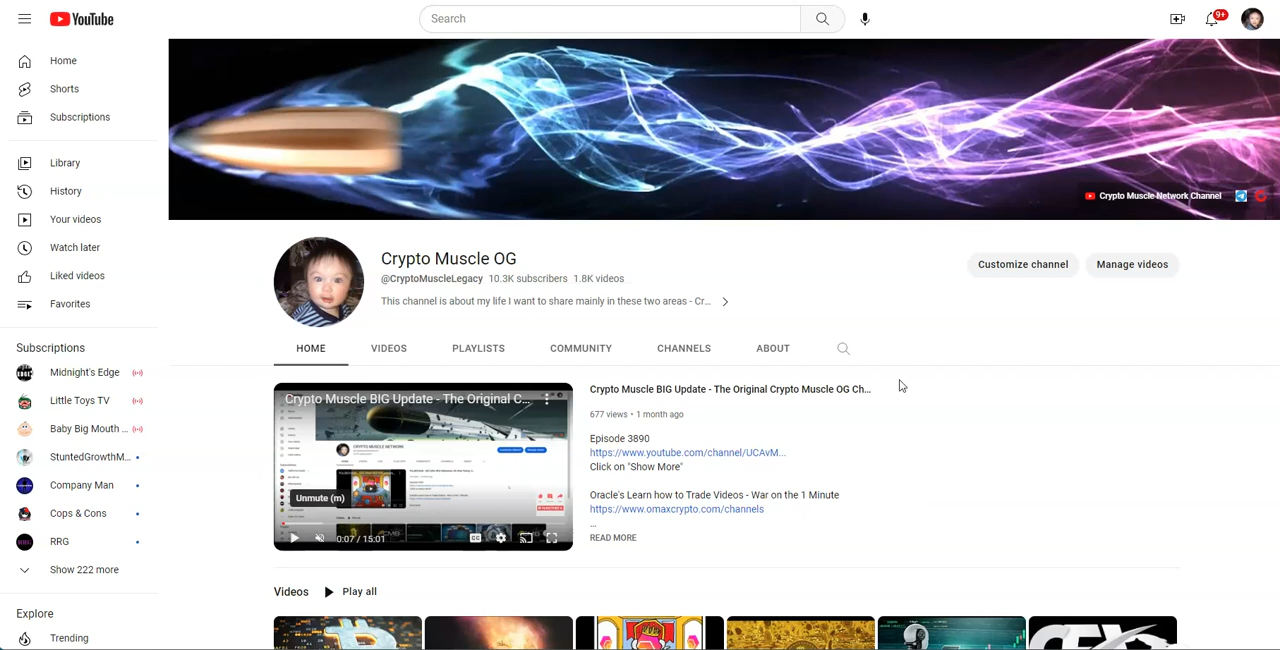 YouTube
Search
9+
Home
Shorts
Subscriptions
Library
History
Your videos
Watch later
Liked videos
Favorites
Subscriptions
Midnight's Edge
Little Toys TV
Baby Big Mouth ...
StuntedGrowthM...
Company Man
Cops & Cons
RRG
Show 222 more
Explore
Trending
Crypto Muscle Network Channel
Crypto Muscle OG
@CryptoMuscleLegacy 10.3K subscribers 1.8K videos
This channel is about my life I want to share mainly in these two areas - Cr...
Customize channel
Manage videos
HOME VIDEOS PLAYLISTS COMMUNITY CHANNELS ABOUT
Crypto Muscle BIG Update - The Original C...
CRYPTO MUSCLE NETWORK
Unmute (m)
0:07 / 15:01
Crypto Muscle BIG Update - The Original Crypto Muscle OG Ch...
677 views • 1 month ago
Episode 3890
https://www.youtube.com/channel/UCAvM...
Click on "Show More"
Oracle's Learn how to Trade Videos - War on the 1 Minute
https://www.omaxcrypto.com/channels
...
READ MORE
Videos Play all